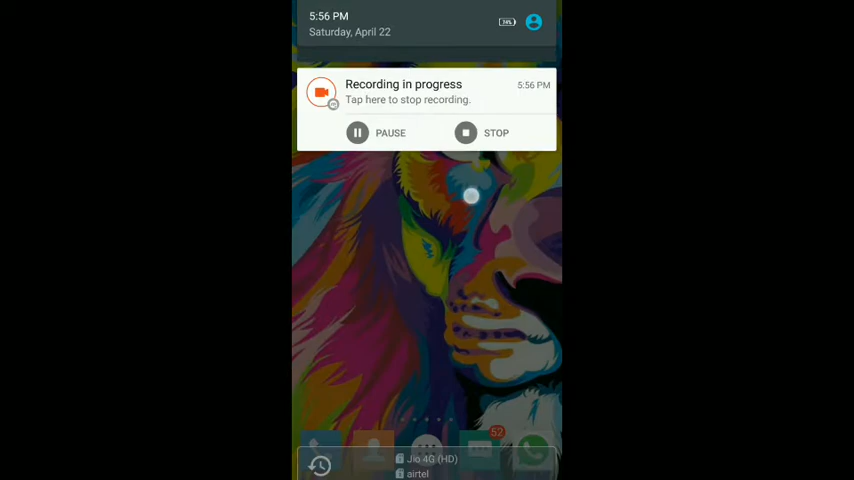 5:56 PM
Saturday, April 22
74%
Recording in progress
5:56 PM
Tap here to stop recording.
PAUSE
STOP
52
Jio 4G (HD)
airtel